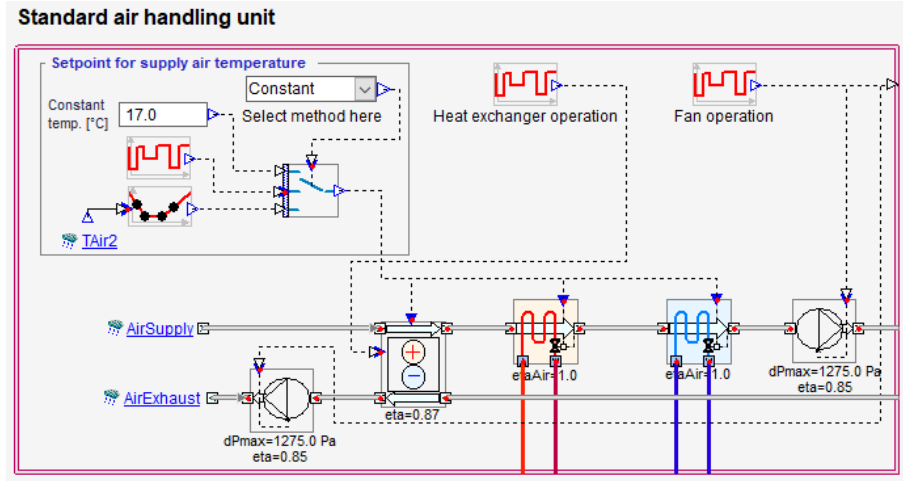 Standard air handling unit
Setpoint for supply air temperature
Constant
Constant
temp. [°C]
17.0
Select method here
Heat exchanger operation
Fan operation
TAir2
AirSupply
etaAir=1.0
etaAir=1.0
dPmax=1275.0 Pa
eta=0.85
AirExhaust
eta=0.87
dPmax=1275.0 Pa
eta=0.85